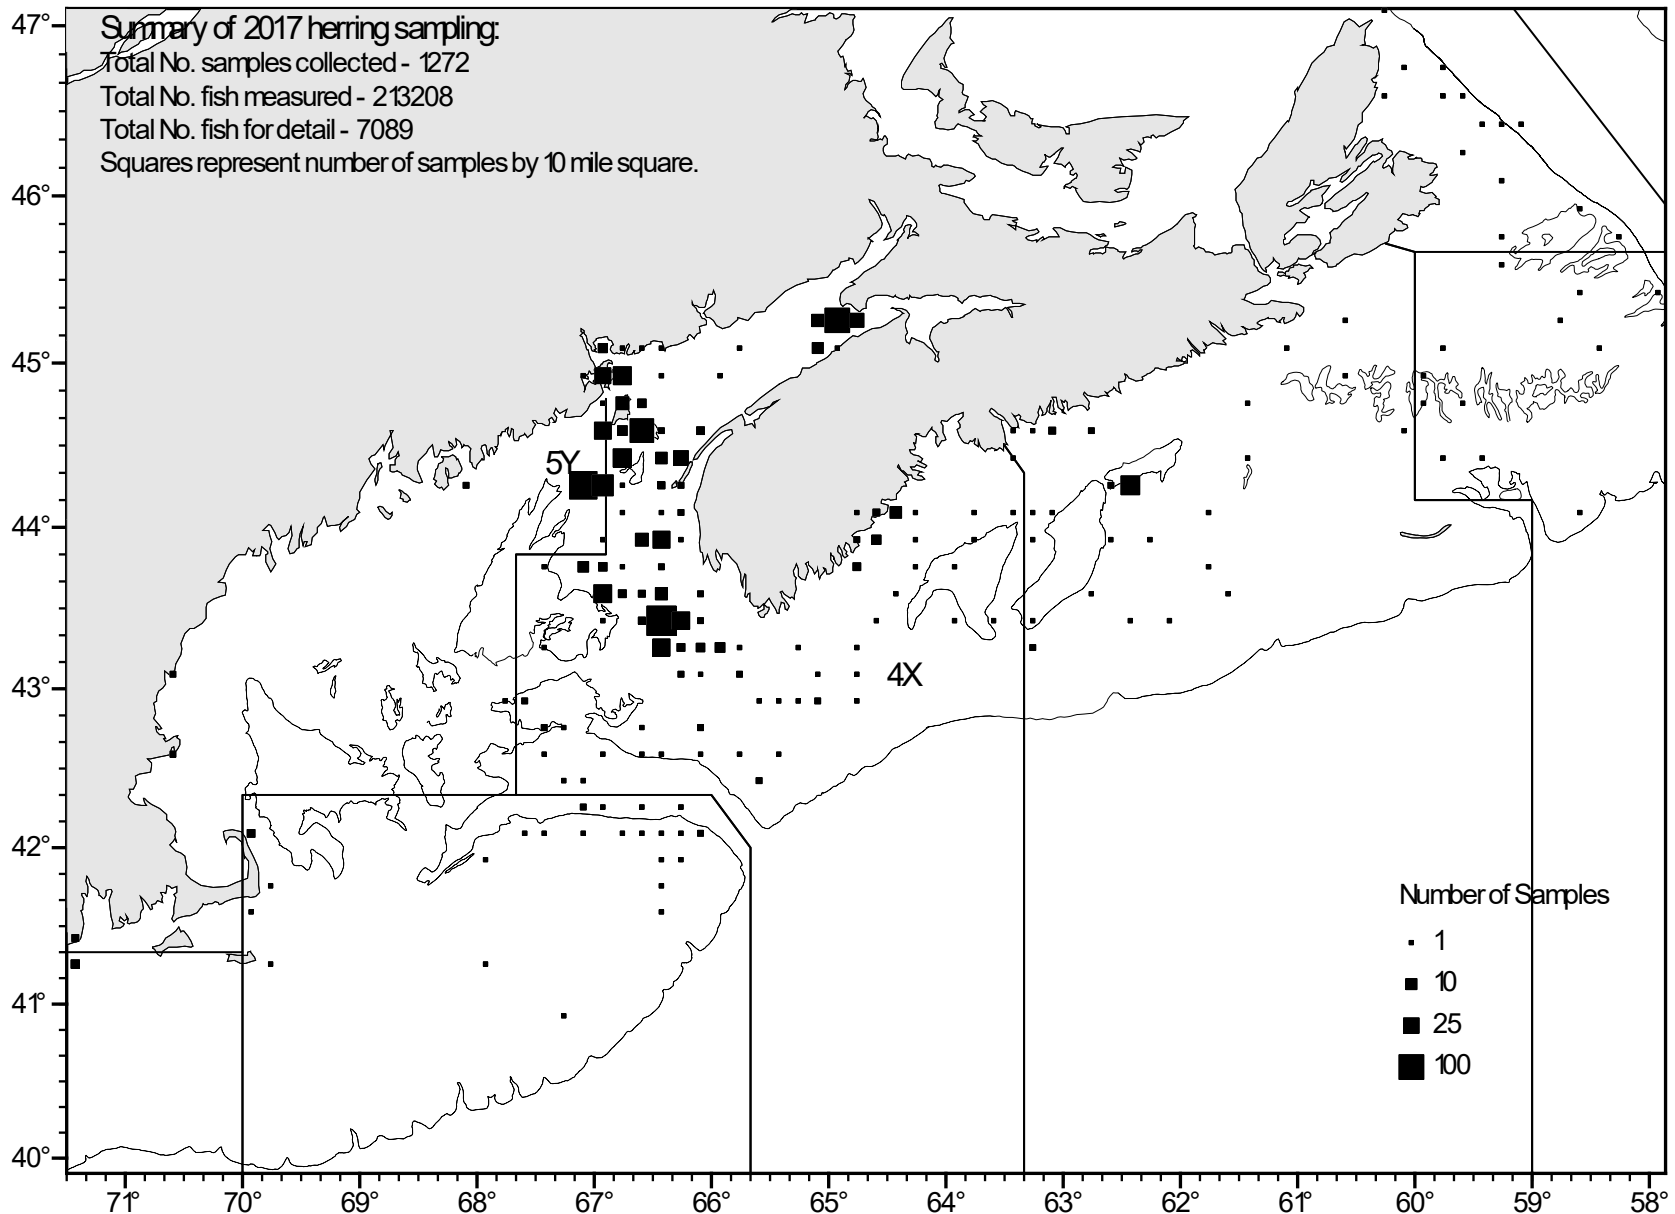 Summary of 2017 herring sampling:
Total No. samples collected - 1272
Total No. fish measured - 213208
Total No. fish for detail - 7089
Squares represent number of samples by 10 mile square.
47°
46°
45°
44°
43°
42°
41°
40°
5Y
4X
Number of Samples
1
10
25
100
71° 70° 69° 68° 67° 66° 65° 64° 63° 62° 61° 60° 59° 58°